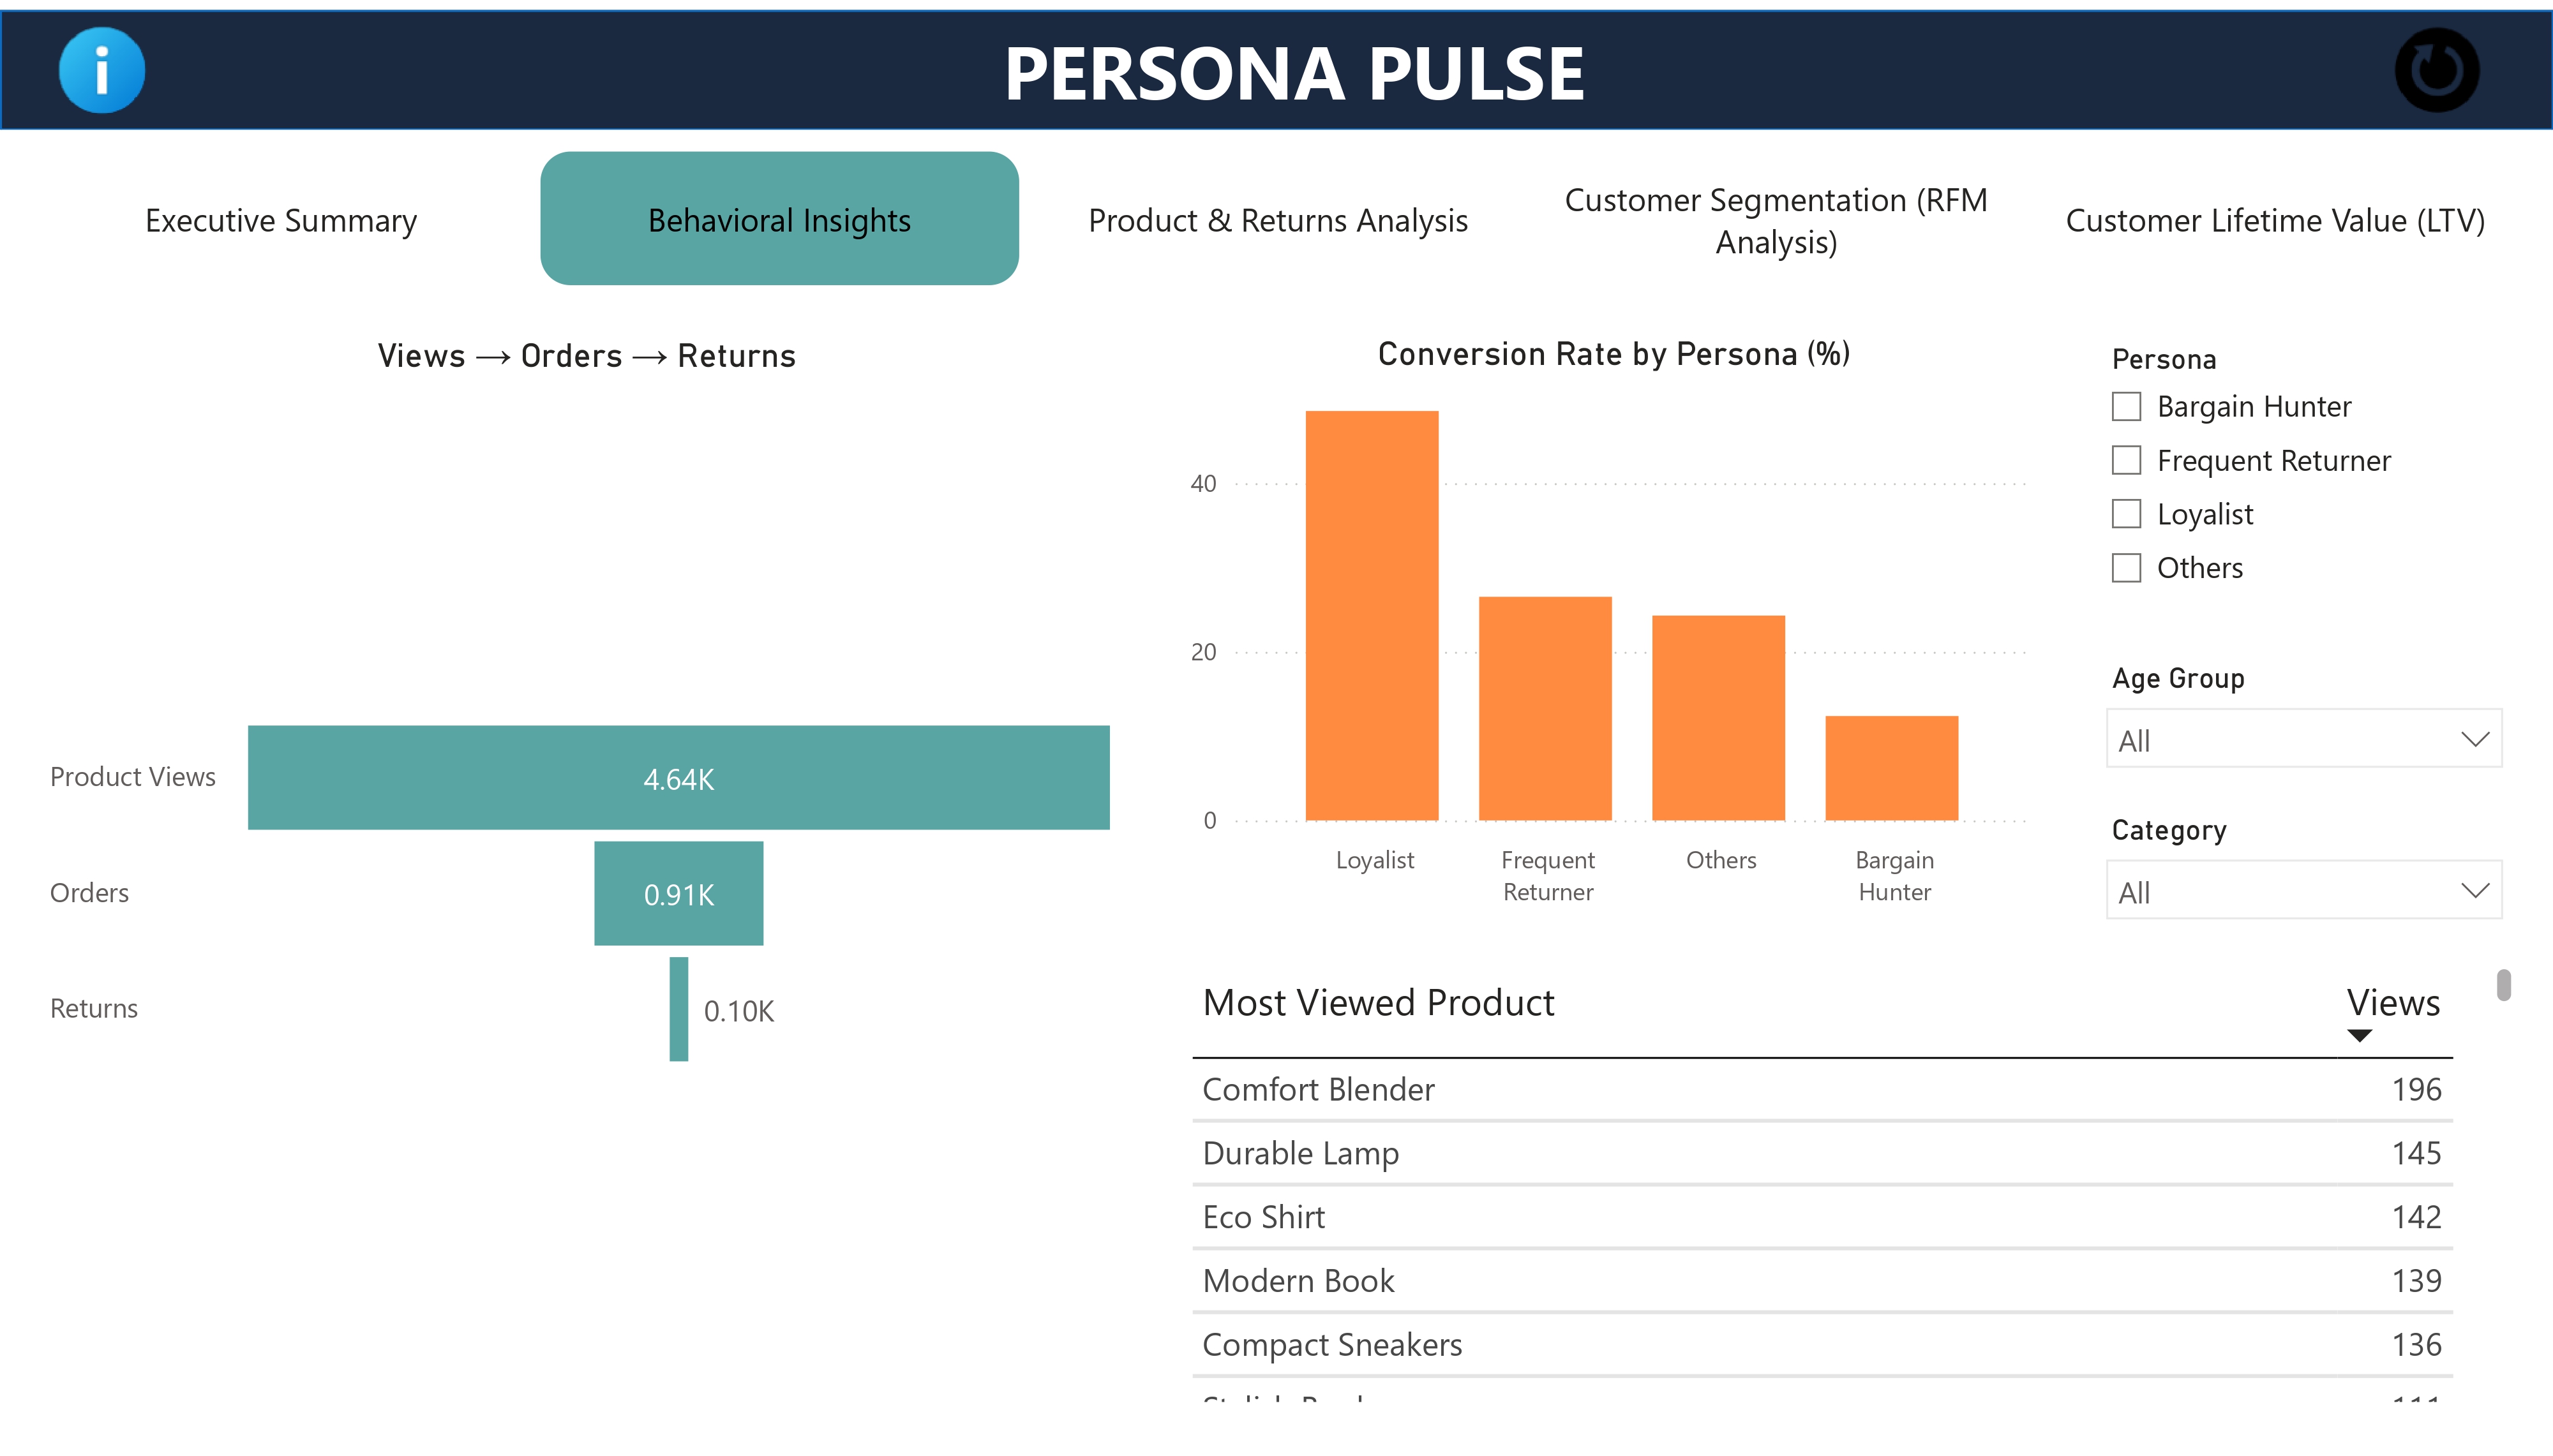 PERSONA PULSE
Executive Summary
Behavioral Insights
Product & Returns Analysis
Customer Segmentation (RFM
Analysis)
Customer Lifetime Value (LTV)
Views → Orders → Returns
Product Views
4.64K
Orders
0.91K
Returns
0.10K
Conversion Rate by Persona (%)
40
20
0
Loyalist
Frequent
Returner
Others
Bargain
Hunter
Persona
Bargain Hunter
Frequent Returner
Loyalist
Others
Age Group
All
Category
All
Most Viewed Product Views
Comfort Blender 196
Durable Lamp 145
Eco Shirt 142
Modern Book 139
Compact Sneakers 136